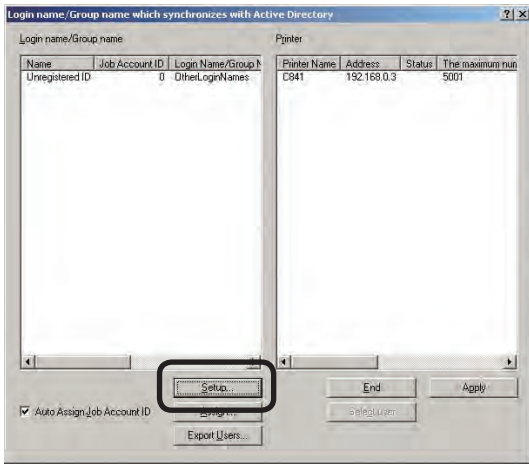 Login name/Group name which synchronizes with Active Directory
Login name/Group name
Printer
Name Job Account ID Login Name/Group N
Unregistered ID 0 OtherLoginNames
Printer Name Address Status The maximum num
C841 192.168.0.3 5001
Setup...
End
Apply
Auto Assign Job Account ID
Assign...
Select user
Export Users...